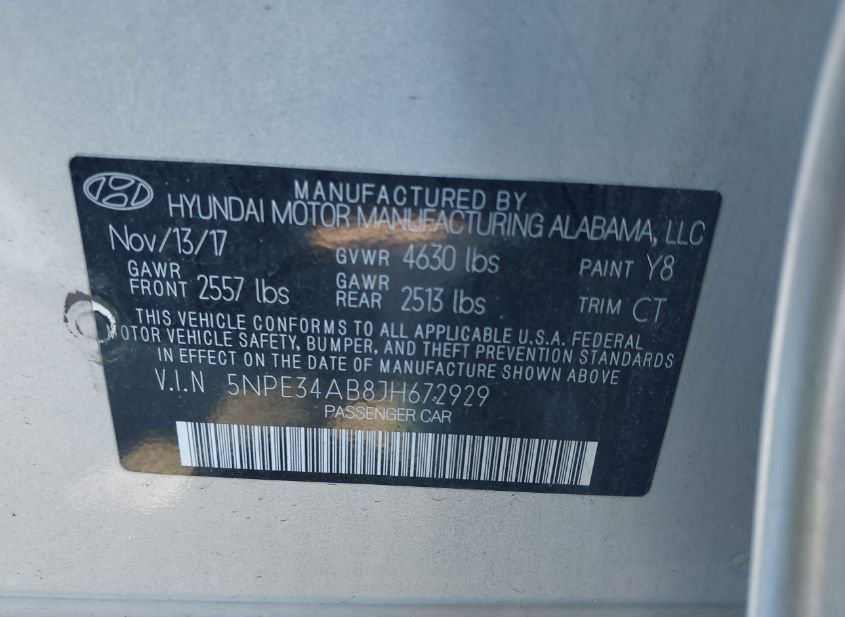 MANUFACTURED BY
HYUNDAI MOTOR MANUFACTURING ALABAMA, LLC
Nov/13/17 GVWR 4630 lbs PAINT Y8
GAWR FRONT 2557 lbs GAWR REAR 2513 lbs TRIM CT
THIS VEHICLE CONFORMS TO ALL APPLICABLE U.S.A. FEDERAL
MOTOR VEHICLE SAFETY, BUMPER, AND THEFT PREVENTION STANDARDS
IN EFFECT ON THE DATE OF MANUFACTURE SHOWN ABOVE
V.I.N 5NPE34AB8JH672929
PASSENGER CAR